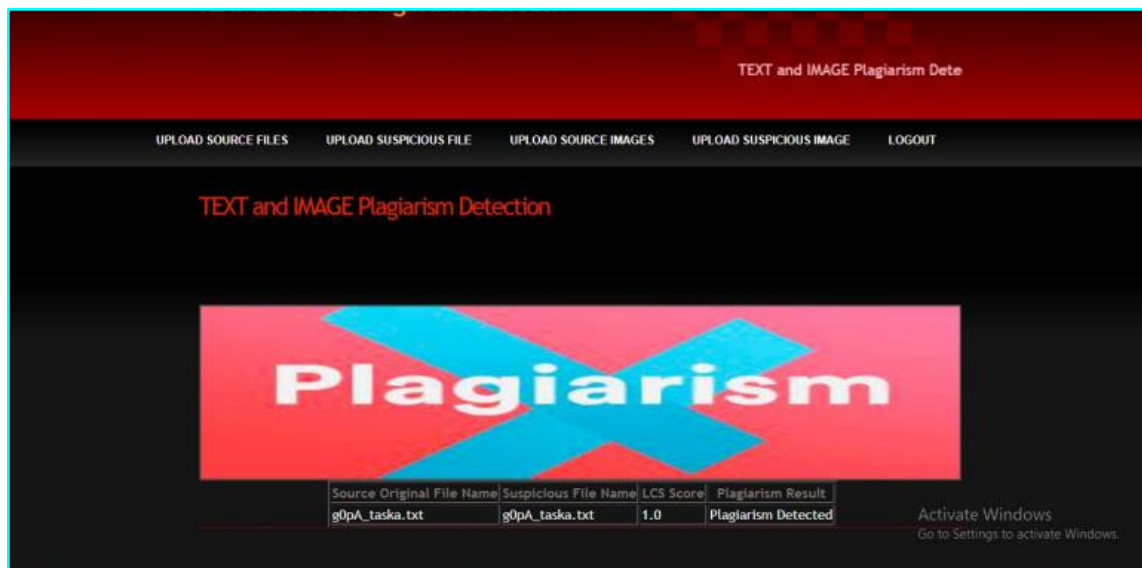 TEXT and IMAGE Plagiarism Dete
UPLOAD SOURCE FILES UPLOAD SUSPICIOUS FILE UPLOAD SOURCE IMAGES UPLOAD SUSPICIOUS IMAGE LOGOUT
TEXT and IMAGE Plagiarism Detection
Plagiarism
Source Original File Name Suspicious File Name LCS Score Plagiarism Result
g0pA_taska.txt g0pA_taska.txt 1.0 Plagiarism Detected
Activate Windows
Go to Settings to activate Windows.